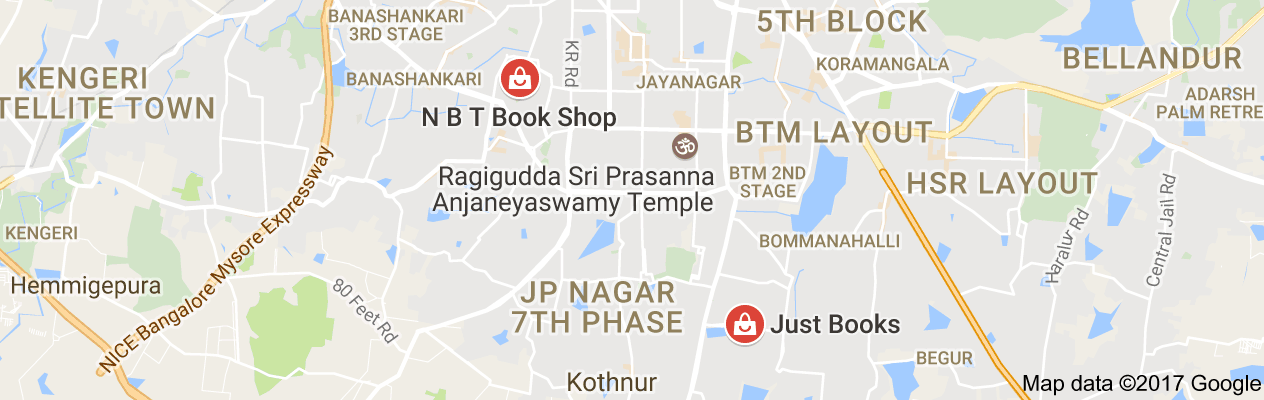 BANASHANKARI
3RD STAGE
KR Rd
5TH BLOCK
KORAMANGALA
BELLANDUR
KENGERI
TELLITE TOWN
BANASHANKARI
JAYANAGAR
ADARSH
PALM RETRE
N B T Book Shop
BTM LAYOUT
Ragigudda Sri Prasanna
Anjaneyaswamy Temple
BTM 2ND
STAGE
HSR LAYOUT
KENGERI
NICE Bangalore Mysore Expressway
BOMMANAHALLI
Haralur Rd
Central Jail Rd
Hemmigepura
80 Feet Rd
JP NAGAR
7TH PHASE
Just Books
BEGUR
Kothnur
Map data ©2017 Google